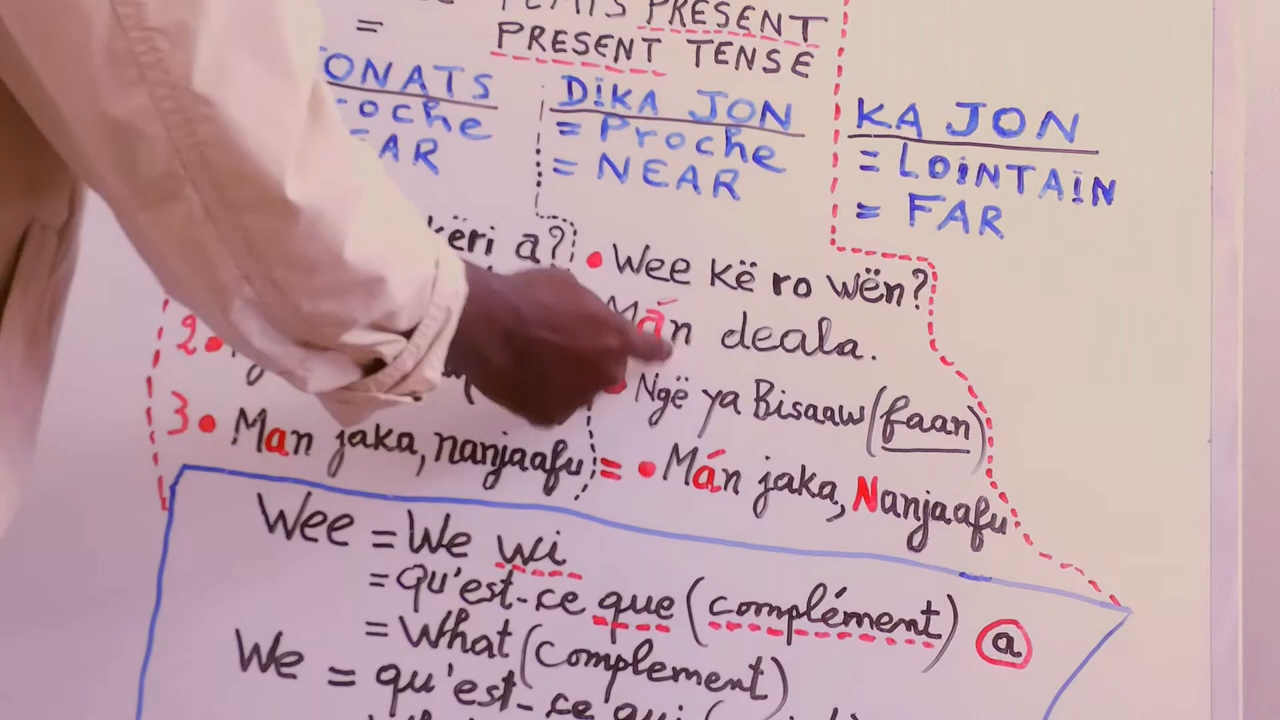 TEMPS PRESENT
= PRESENT TENSE
ONATS
DiKA JON
KA JON
roche
= Proche
= LOiNTAiN
EAR
= NEAR
= FAR
këri a?
• Wee kë ro wën?
Mán deala.
2•
• Ngë ya Bisaaw (faan)
3• Man jaka, nanjaafu = • Mán jaka, Nanjaafu
Wee = We wi
= qu'est-ce que (complément) a
= What (complement)
We = qu'est-ce qui